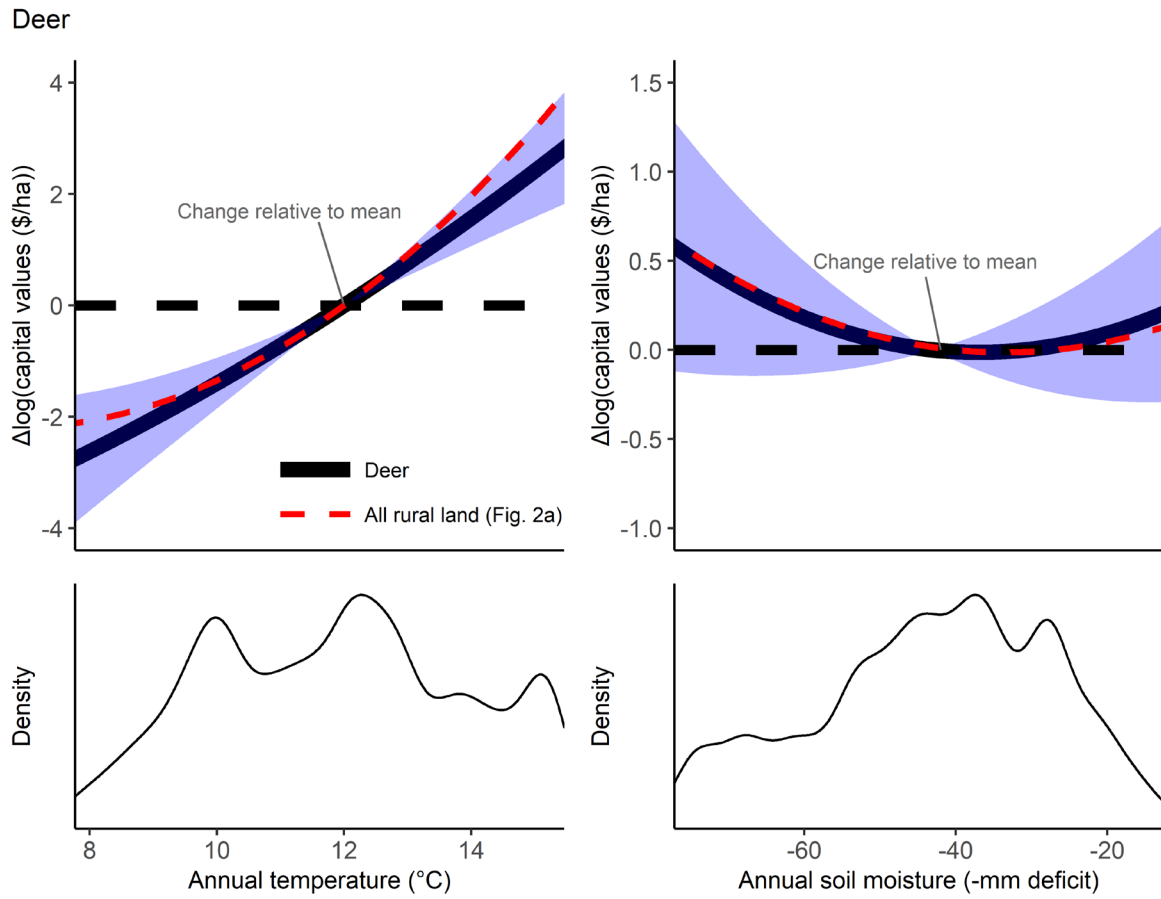 Deer
Δlog(capital values ($/ha))
4
2
0
-2
-4
Change relative to mean
Deer
All rural land (Fig. 2a)
Δlog(capital values ($/ha))
1.5
1.0
0.5
0.0
-0.5
-1.0
Change relative to mean
Density
8
10
12
14
Annual temperature (°C)
Density
-60
-40
-20
Annual soil moisture (-mm deficit)